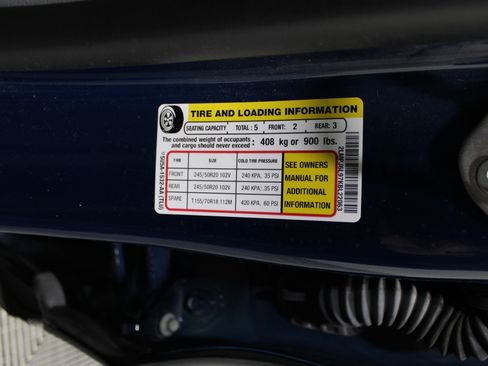 TIRE AND LOADING INFORMATION
SEATING CAPACITY TOTAL: 5 FRONT: 2 REAR: 3
The combined weight of occupants
and cargo should never exceed: 408 kg or 900 lbs.
TIRE SIZE COLD TIRE PRESSURE
FRONT 245/50R20 102V 240 KPA, 35 PSI
REAR 245/50R20 102V 240 KPA, 35 PSI
SPARE T155/70R18 112M 420 KPA, 60 PSI
SEE OWNERS
MANUAL FOR
ADDITIONAL
INFORMATION